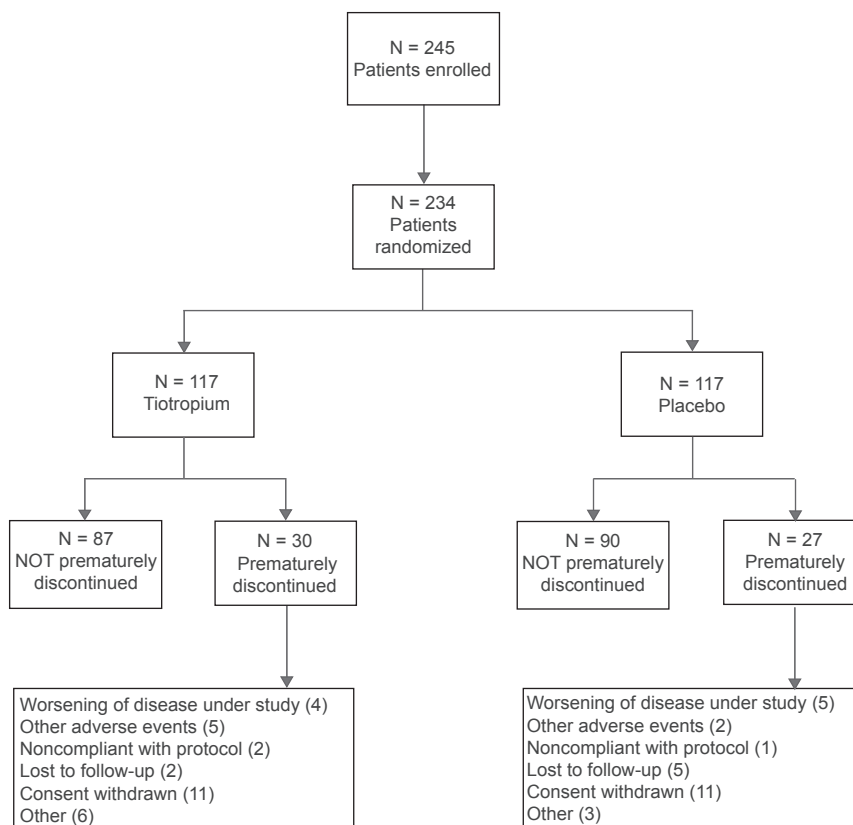 N = 245
Patients enrolled
N = 234
Patients
randomized
N = 117
Tiotropium
N = 117
Placebo
N = 87
NOT prematurely
discontinued
N = 30
Prematurely
discontinued
N = 90
NOT prematurely
discontinued
N = 27
Prematurely
discontinued
Worsening of disease under study (4)
Other adverse events (5)
Noncompliant with protocol (2)
Lost to follow-up (2)
Consent withdrawn (11)
Other (6)
Worsening of disease under study (5)
Other adverse events (2)
Noncompliant with protocol (1)
Lost to follow-up (5)
Consent withdrawn (11)
Other (3)